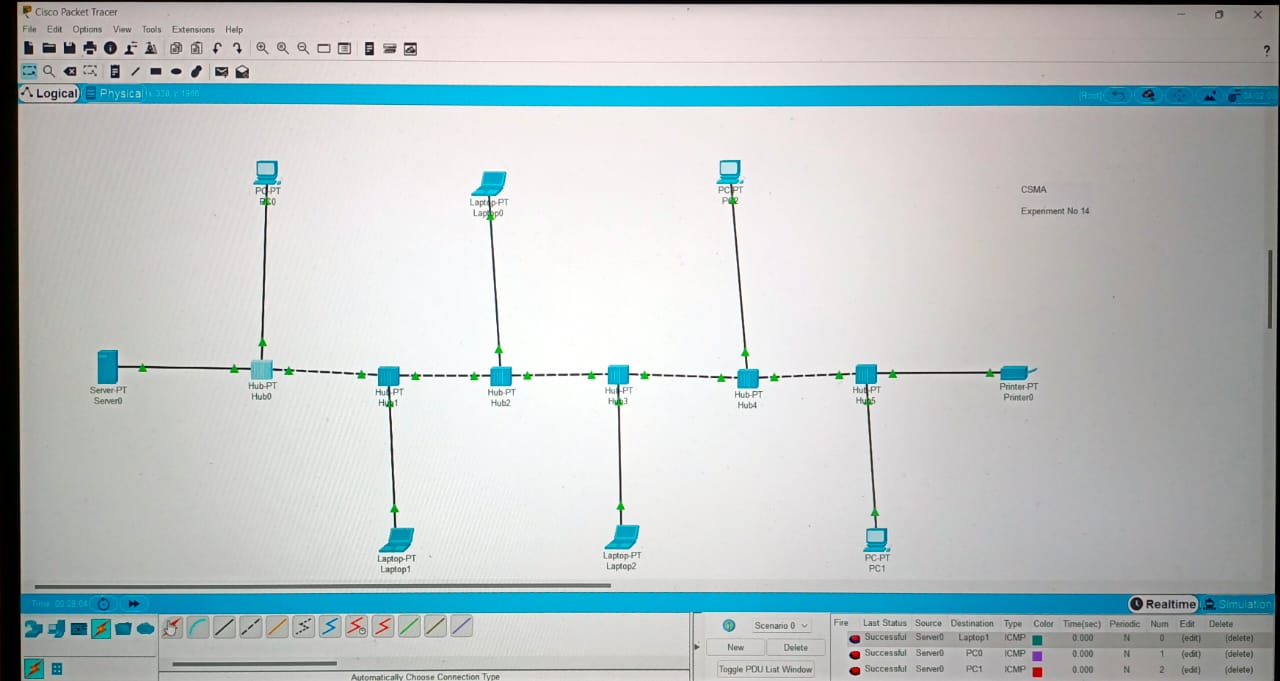 Cisco Packet Tracer
File Edit Options View Tools Extensions Help
?
Logical Physical
[Root]
CSMA
Experiment No 14
PC-PT
PC0
Laptop-PT
Laptop0
PC-PT
PC2
Server-PT
Server0
Hub-PT
Hub0
Hub-PT
Hub1
Hub-PT
Hub2
Hub-PT
Hub3
Hub-PT
Hub4
Hub-PT
Hub5
Printer-PT
Printer0
Laptop-PT
Laptop1
Laptop-PT
Laptop2
PC-PT
PC1
Time: 00:28:04
Realtime Simulation
Scenario 0
New Delete
Toggle PDU List Window
Automatically Choose Connection Type
Fire Last Status Source Destination Type Color Time(sec) Periodic Num Edit Delete
Successful Server0 Laptop1 ICMP 0.000 N 0 (edit) (delete)
Successful Server0 PC0 ICMP 0.000 N 1 (edit) (delete)
Successful Server0 PC1 ICMP 0.000 N 2 (edit) (delete)